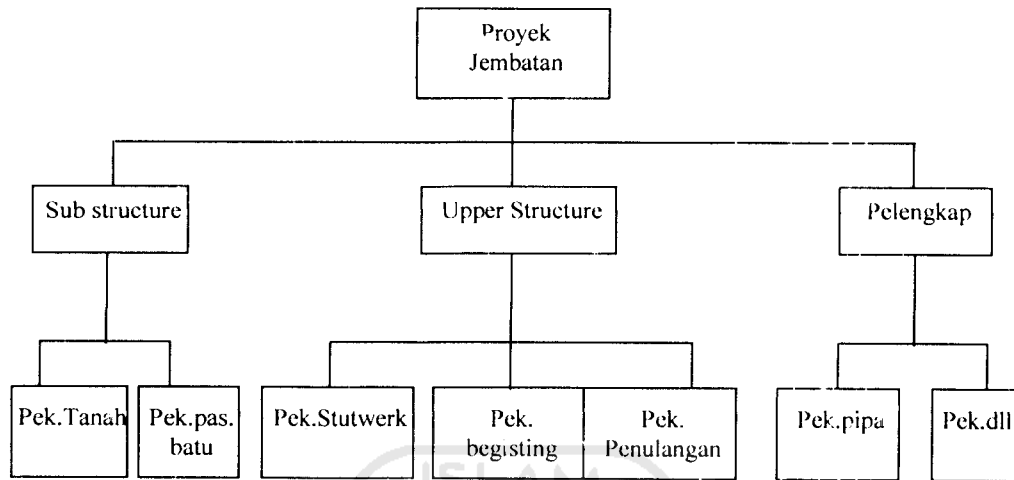 Proyek
Jembatan
Sub structure
Upper Structure
Pelengkap
Pek.Tanah
Pek.pas.
batu
Pek.Stutwerk
Pek.
begisting
Pek.
Penulangan
Pek.pipa
Pek.dll
ISLAM